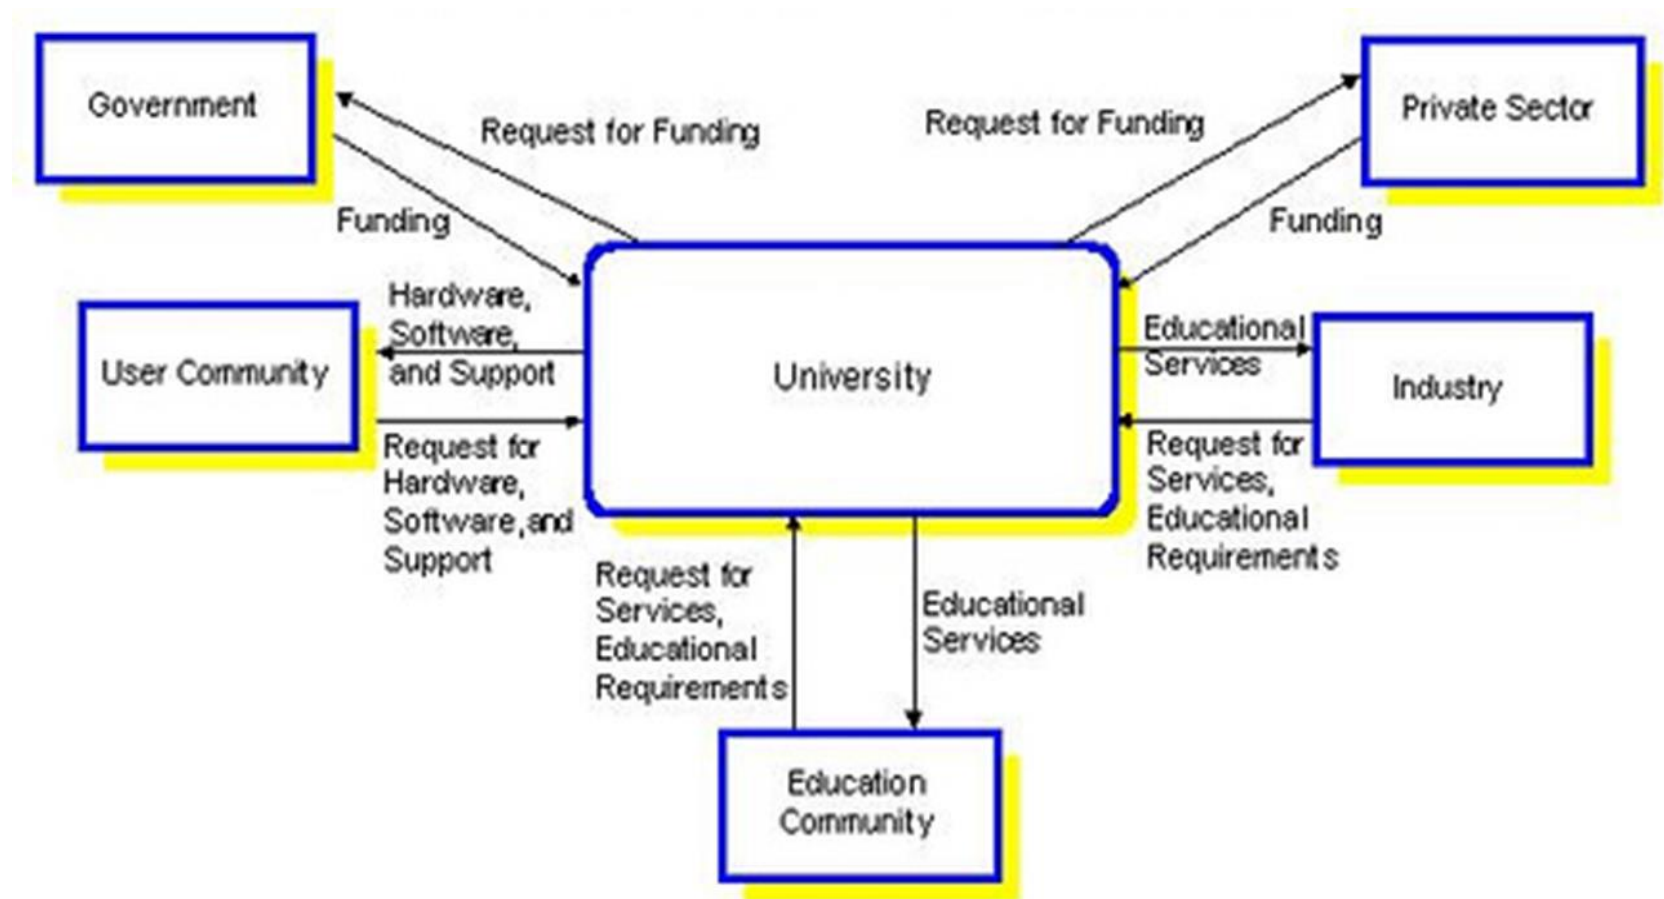 Government
Private Sector
Request for Funding
Request for Funding
Funding
Funding
Hardware,
Software,
and Support
Educational
Services
User Community
University
Industry
Request for
Hardware,
Software,and
Support
Request for
Services,
Educational
Requirements
Request for
Services,
Educational
Requirements
Educational
Services
Education
Community